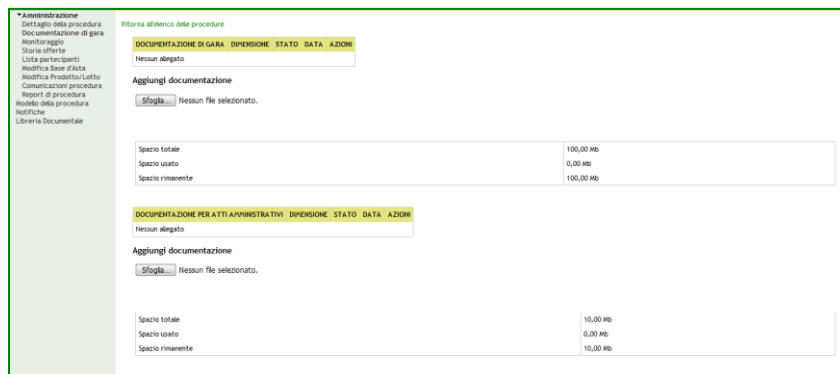 Amministrazione
Dettaglio della procedura
Documentazione di gara
Monitoraggio
Storia offerte
Lista partecipanti
Modifica Base d'Asta
Modifica Prodotto/Lotto
Comunicazioni procedura
Report di procedura
Modello della procedura
Notifiche
Libreria Documentale
Ritorna all'elenco delle procedure
DOCUMENTAZIONE DI GARA DIMENSIONE STATO DATA AZIONI
Nessun allegato
Aggiungi documentazione
Sfoglia... Nessun file selezionato.
Spazio totale 100,00 Mb
Spazio usato 0,00 Mb
Spazio rimanente 100,00 Mb
DOCUMENTAZIONE PER ATTI AMMINISTRATIVI DIMENSIONE STATO DATA AZIONI
Nessun allegato
Aggiungi documentazione
Sfoglia... Nessun file selezionato.
Spazio totale 10,00 Mb
Spazio usato 0,00 Mb
Spazio rimanente 10,00 Mb